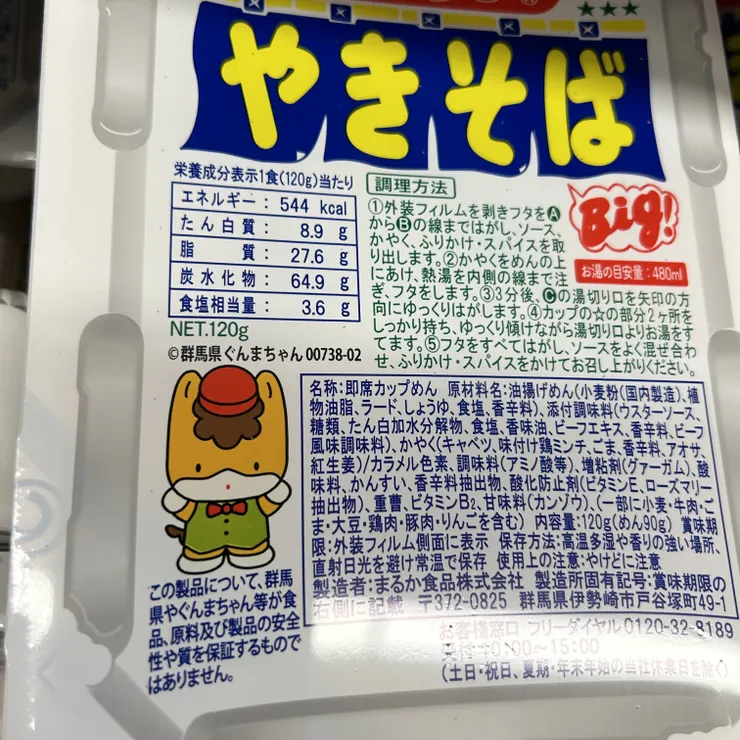 ★★★
やきそば
栄養成分表示1食(120g)当たり
エネルギー: 544 kcal
たん白質: 8.9 g
脂質: 27.6 g
炭水化物: 64.9 g
食塩相当量: 3.6 g
NET.120g
©群馬県ぐんまちゃん 00738-02
調理方法
①外装フィルムを剥きフタをⒶ
からⒷの線まではがし、ソース、
かやく、ふりかけ・スパイスを取
り出します。②かやくをめんの上
にあけ、熱湯を内側の線まで注
ぎ、フタをします。③3分後、Ⓒの湯切り口を矢印の方
向にゆっくりはがします。④カップの☆の部分2ヶ所を
しっかり持ち、ゆっくり傾けながら湯切り口よりお湯をす
てます。⑤フタをすべてはがし、ソースをよく混ぜ合わ
せ、ふりかけ・スパイスをかけてお召し上がりください。
Big!
お湯の目安量:480ml
名称:即席カップめん 原材料名:油揚げめん(小麦粉(国内製造)、植
物油脂、ラード、しょうゆ、食塩、香辛料)、添付調味料(ウスターソース、
糖類、たん白加水分解物、食塩、香味油、ビーフエキス、香辛料、ビーフ
風味調味料)、かやく(キャベツ、味付け鶏ミンチ、ごま、香辛料、アオサ、
紅生姜)/カラメル色素、調味料(アミノ酸等)、増粘剤(グァーガム)、酸
味料、かんすい、香辛料抽出物、酸化防止剤(ビタミンE、ローズマリー
抽出物)、重曹、ビタミンB₂、甘味料(カンゾウ)、(一部に小麦・牛肉・ご
ま・大豆・鶏肉・豚肉・りんごを含む) 内容量:120g(めん90g) 賞味期
限:外装フィルム側面に表示 保存方法:高温多湿や香りの強い場所、
直射日光を避け常温で保存 使用上の注意:やけどに注意
製造者:まるか食品株式会社 製造所固有記号:賞味期限の
右側に記載 〒372-0825 群馬県伊勢崎市戸谷塚町49-1
お客様窓口 フリーダイヤル0120-32-8189
受付10:00~15:00
(土日・祝日、夏期・年末年始の当社休業日を除く)
この製品について、群馬
県やぐんまちゃん等が食
品、原料及び製品の安全
性や質を保証するもので
はありません。